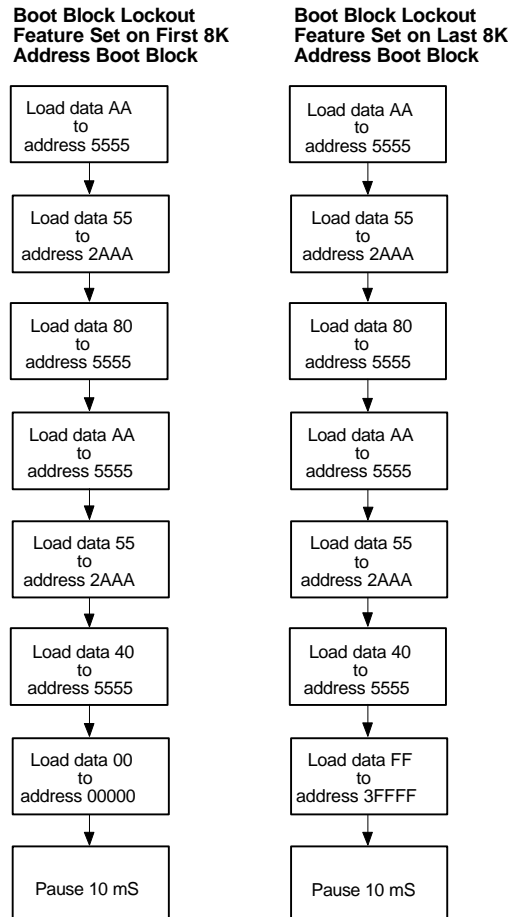 Boot Block Lockout
Feature Set on First 8K
Address Boot Block
Load data AA
to
address 5555
Load data 55
to
address 2AAA
Load data 80
to
address 5555
Load data AA
to
address 5555
Load data 55
to
address 2AAA
Load data 40
to
address 5555
Load data 00
to
address 00000
Pause 10 mS
Boot Block Lockout
Feature Set on Last 8K
Address Boot Block
Load data AA
to
address 5555
Load data 55
to
address 2AAA
Load data 80
to
address 5555
Load data AA
to
address 5555
Load data 55
to
address 2AAA
Load data 40
to
address 5555
Load data FF
to
address 3FFFF
Pause 10 mS